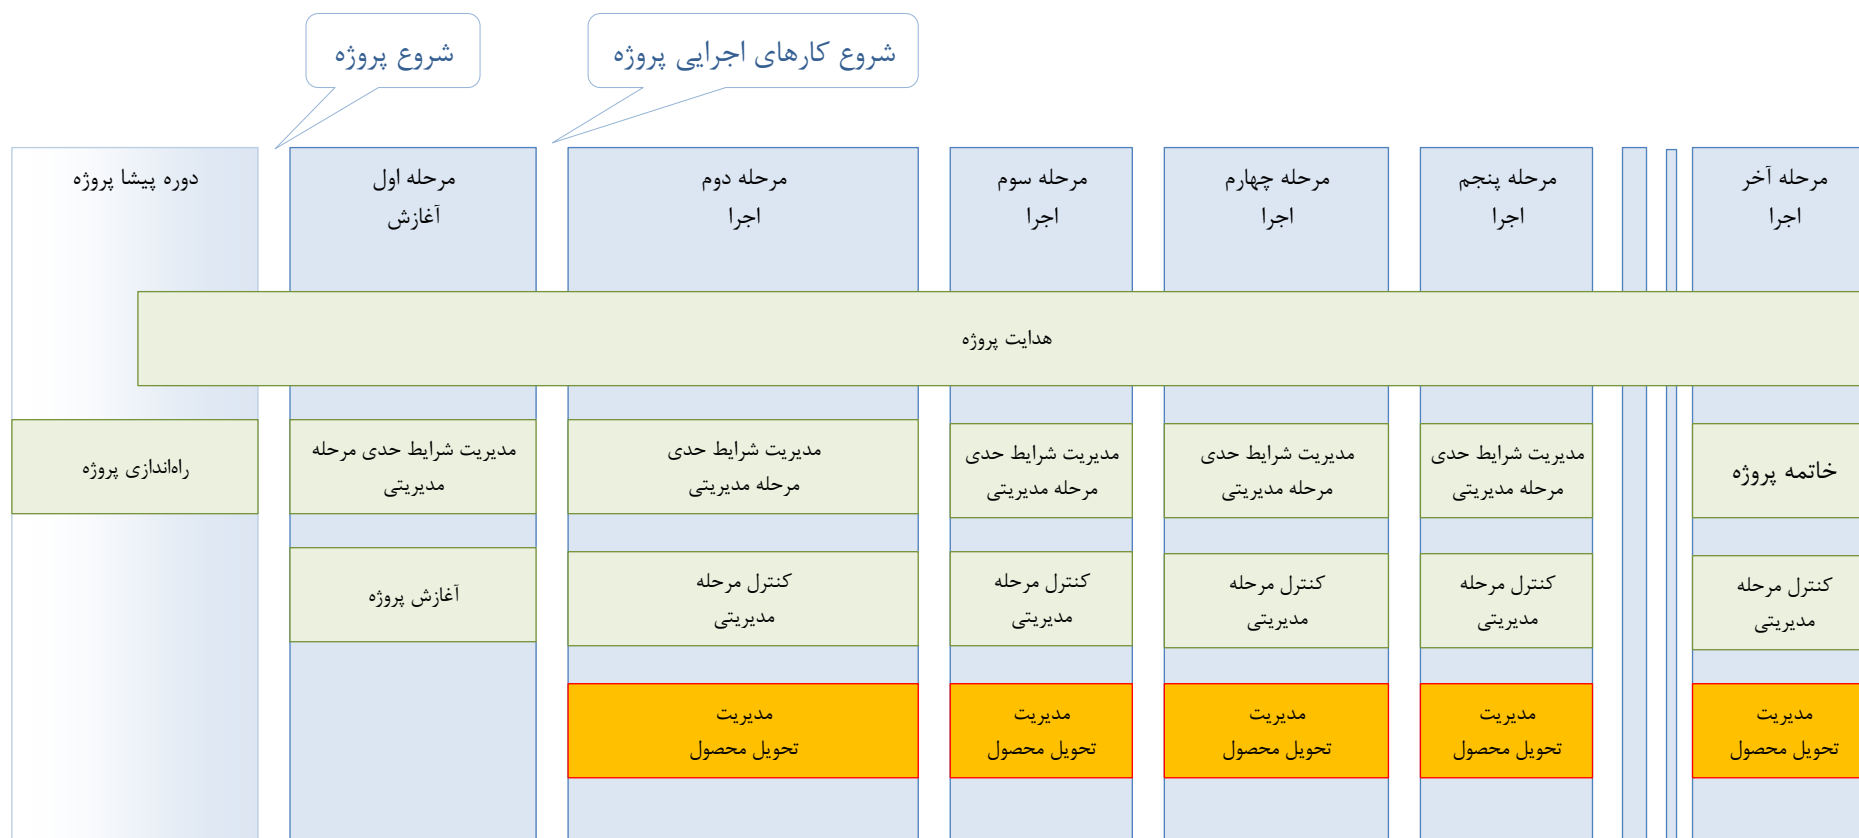 شروع پروژه
شروع کارهای اجرایی پروژه
دوره پیشا پروژه
مرحله اول
آغازش
مرحله دوم
اجرا
مرحله سوم
اجرا
مرحله چهارم
اجرا
مرحله پنجم
اجرا
مرحله آخر
اجرا
هدایت پروژه
راه‌اندازی پروژه
مدیریت شرایط حدی مرحله
مدیریتی
مدیریت شرایط حدی
مرحله مدیریتی
مدیریت شرایط حدی
مرحله مدیریتی
مدیریت شرایط حدی
مرحله مدیریتی
مدیریت شرایط حدی
مرحله مدیریتی
خاتمه پروژه
آغازش پروژه
کنترل مرحله
مدیریتی
کنترل مرحله
مدیریتی
کنترل مرحله
مدیریتی
کنترل مرحله
مدیریتی
کنترل مرحله
مدیریتی
مدیریت
تحویل محصول
مدیریت
تحویل محصول
مدیریت
تحویل محصول
مدیریت
تحویل محصول
مدیریت
تحویل محصول